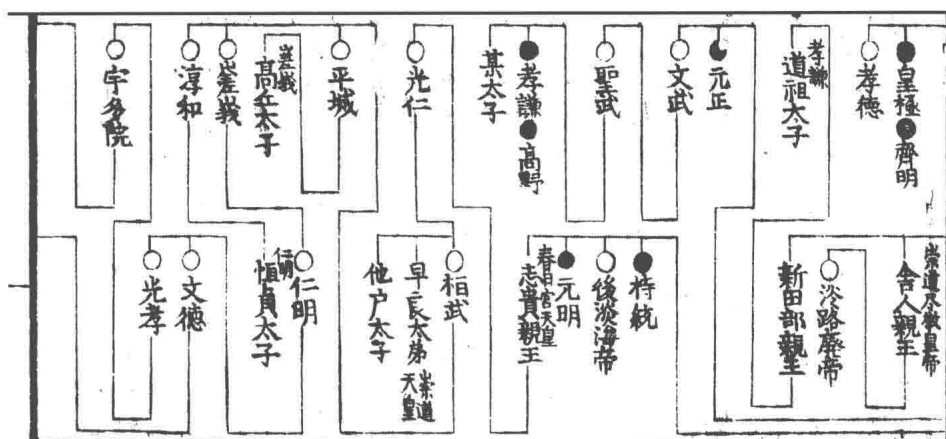 皇極 齊明
孝徳
孝謙
道祖太子
元正
文武
聖武
孝謙 高野
某太子
光仁
平城
嵯峨
高丘太子
嵯峨
淳和
宇多院
崇道尽敬皇帝
舎人親王
淡路廃帝
新田部親王
持統
後淡海帝
元明
春日宮天皇
志貴親王
桓武
早良太弟
崇道天皇
他戸太子
仁明
仁明
恒貞太子
文徳
光孝